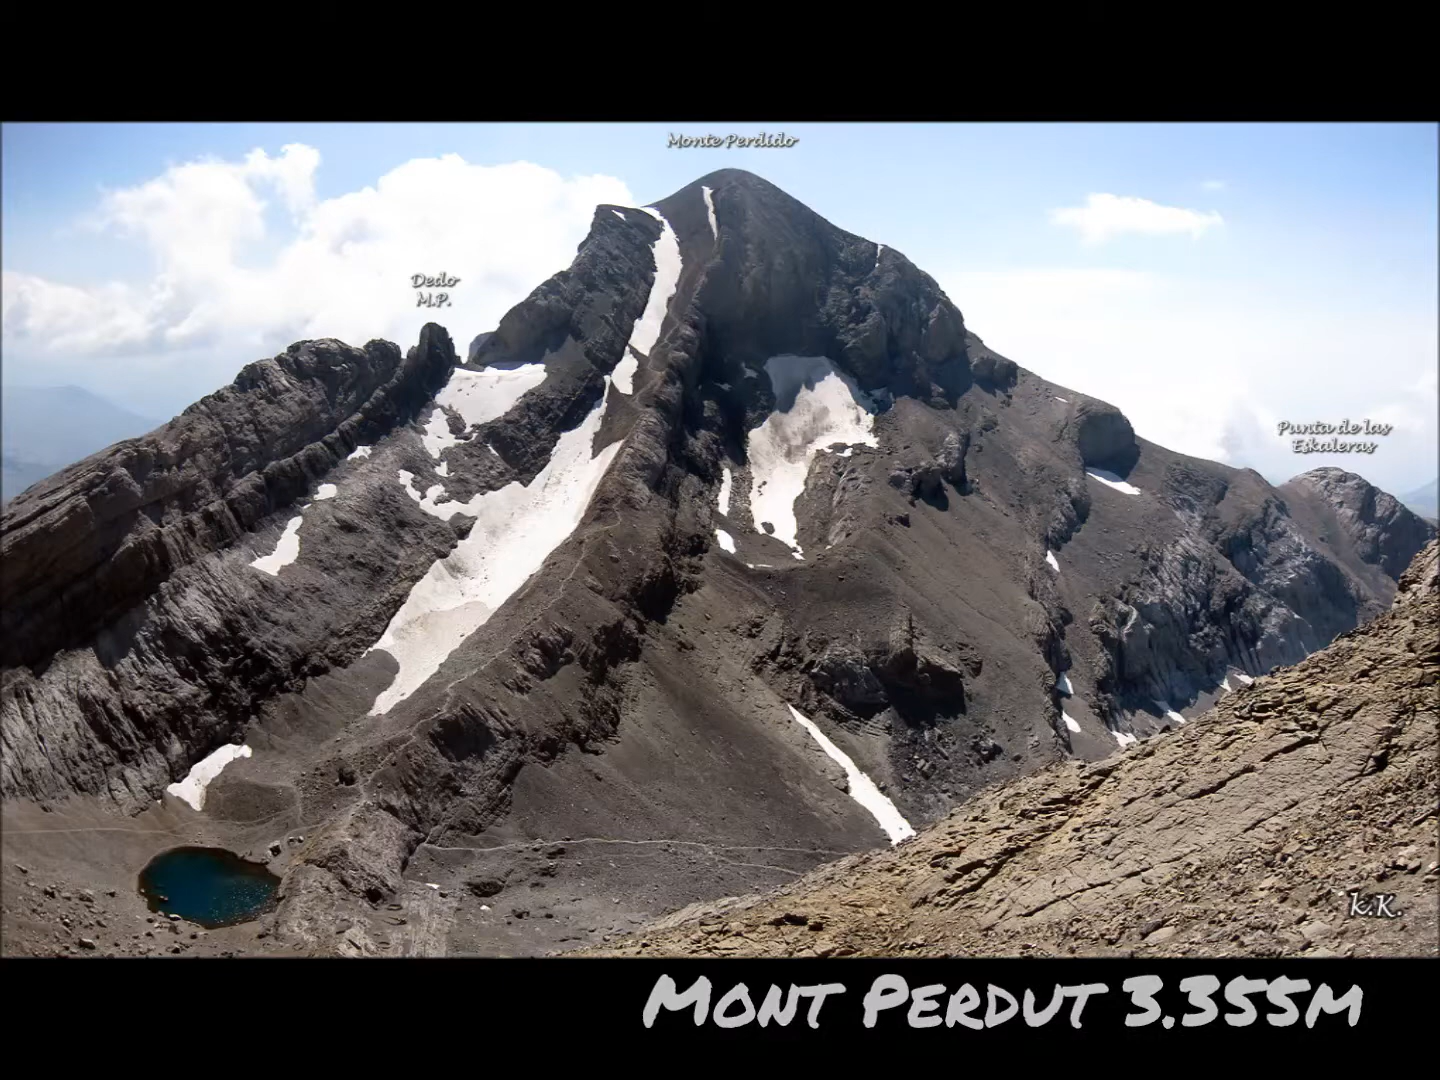 Monte Perdido
Dedo
M.P.
Punta de las
Eskaleras
k.K.
Mont Perdut 3.355m